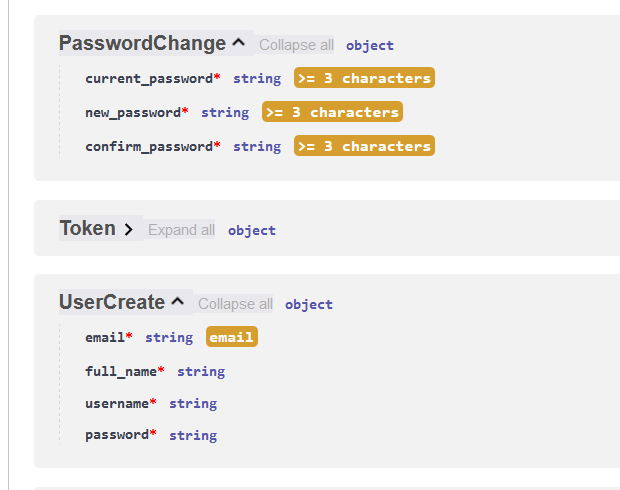 PasswordChange Collapse all object
current_password* string >= 3 characters
new_password* string >= 3 characters
confirm_password* string >= 3 characters
Token Expand all object
UserCreate Collapse all object
email* string email
full_name* string
username* string
password* string